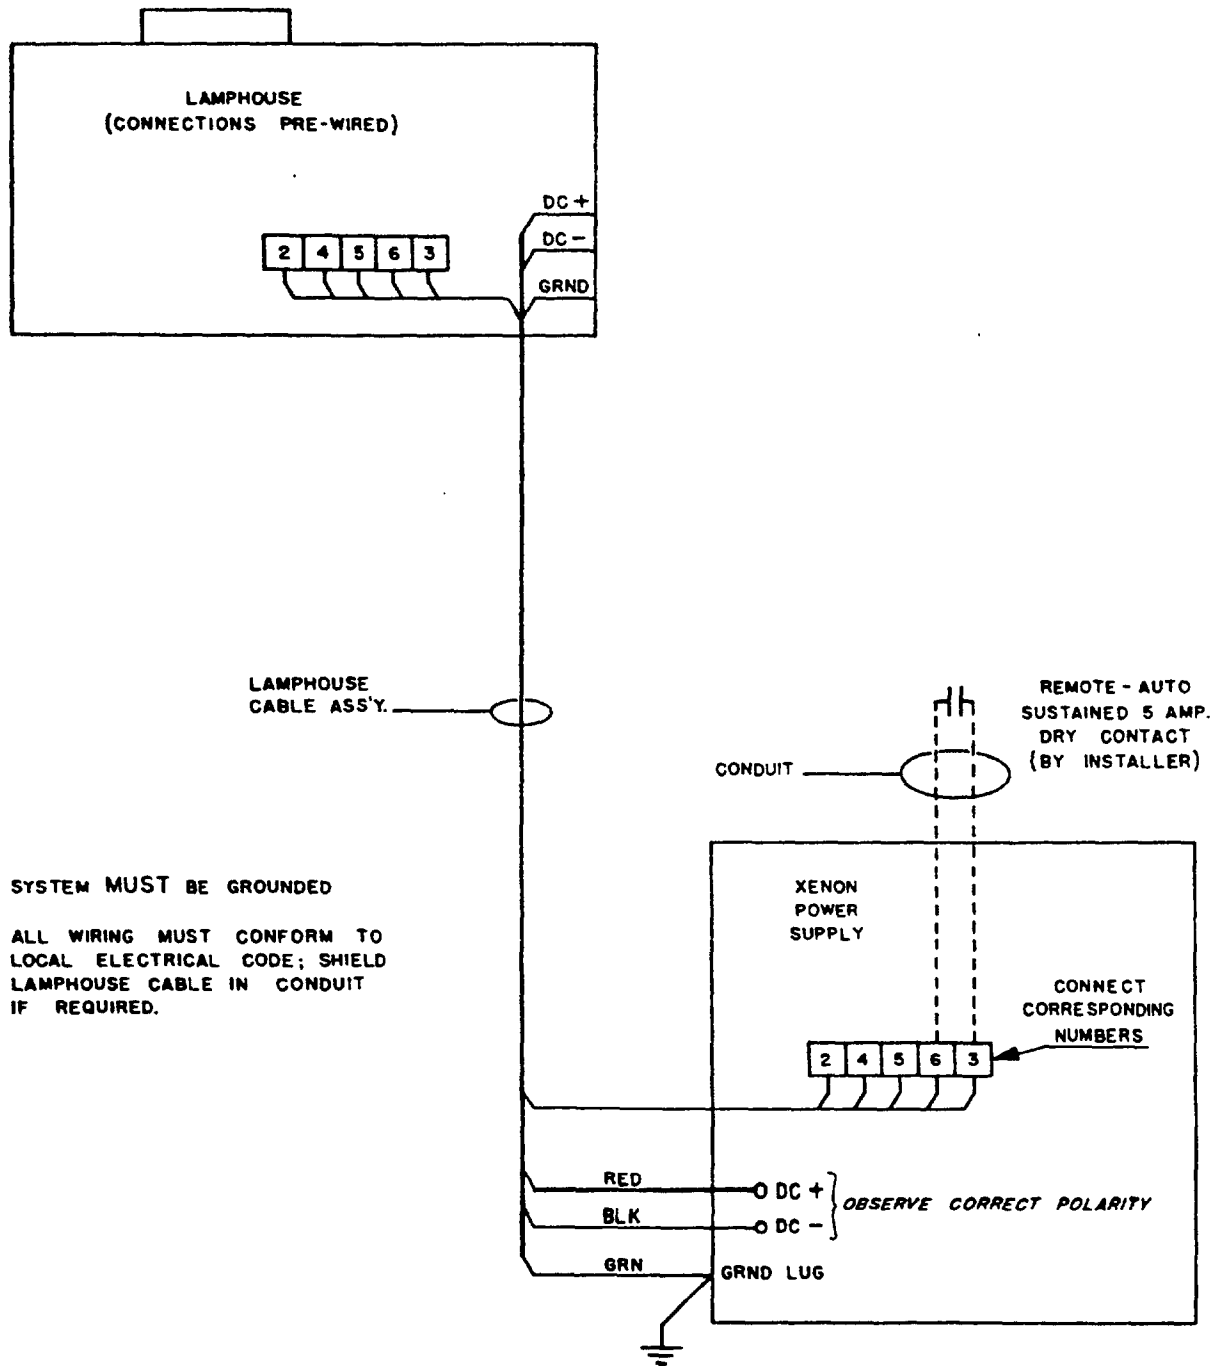 LAMPHOUSE
(CONNECTIONS PRE-WIRED)
DC +
DC -
GRND
2 4 5 6 3
LAMPHOUSE
CABLE ASS'Y.
REMOTE - AUTO
SUSTAINED 5 AMP.
DRY CONTACT
(BY INSTALLER)
CONDUIT
SYSTEM MUST BE GROUNDED
ALL WIRING MUST CONFORM TO
LOCAL ELECTRICAL CODE; SHIELD
LAMPHOUSE CABLE IN CONDUIT
IF REQUIRED.
XENON
POWER
SUPPLY
CONNECT
CORRESPONDING
NUMBERS
2 4 5 6 3
RED
DC +
BLK
DC -
OBSERVE CORRECT POLARITY
GRN
GRND LUG